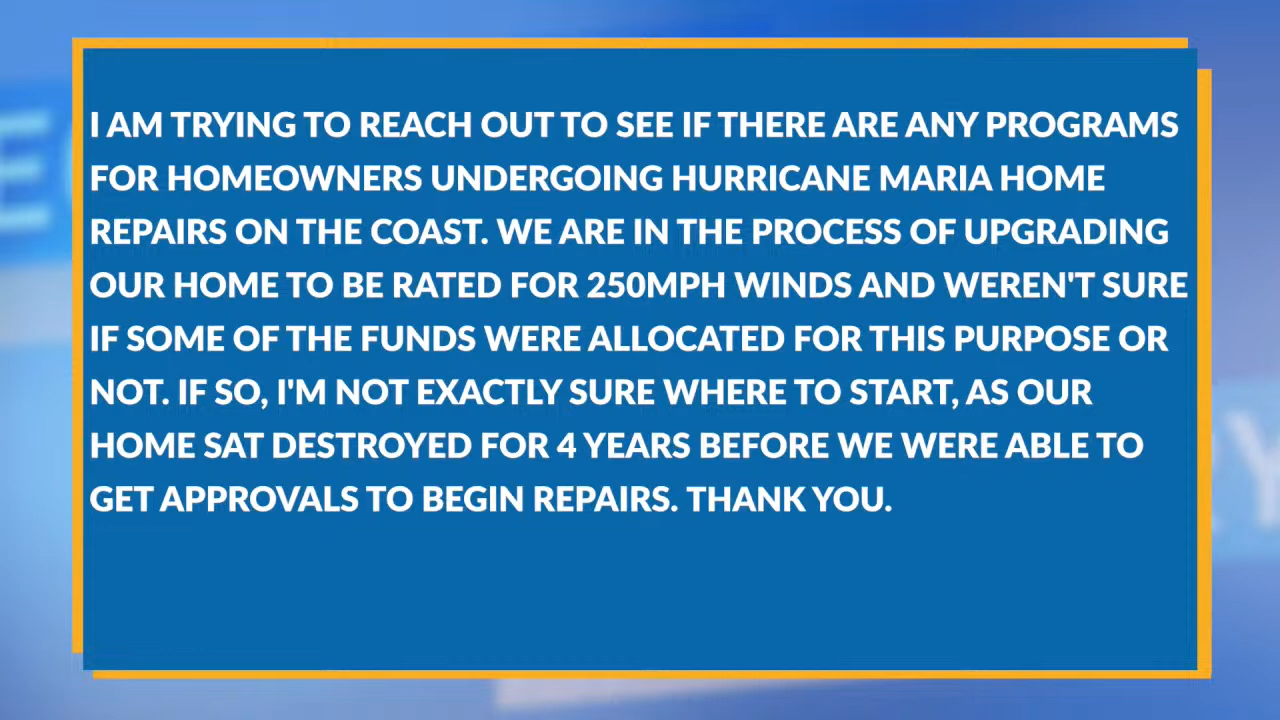 I AM TRYING TO REACH OUT TO SEE IF THERE ARE ANY PROGRAMS
FOR HOMEOWNERS UNDERGOING HURRICANE MARIA HOME
REPAIRS ON THE COAST. WE ARE IN THE PROCESS OF UPGRADING
OUR HOME TO BE RATED FOR 250MPH WINDS AND WEREN'T SURE
IF SOME OF THE FUNDS WERE ALLOCATED FOR THIS PURPOSE OR
NOT. IF SO, I'M NOT EXACTLY SURE WHERE TO START, AS OUR
HOME SAT DESTROYED FOR 4 YEARS BEFORE WE WERE ABLE TO
GET APPROVALS TO BEGIN REPAIRS. THANK YOU.